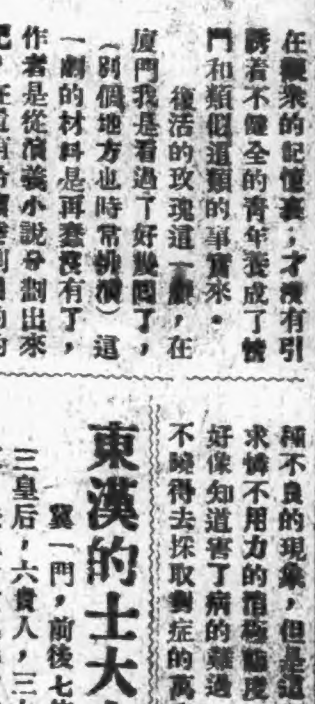 在觀衆的記憶裏；才沒有引
誘着不健全的青年養成了
門和類似這類的事實來。
復活的玫瑰這一劇，在
廈門我是看過了好幾囘了，
（別個地方也時常排演）這
一劇的材料是再蠢沒有了，
作者是從演義小說分劃出來
種不良的現象，但是這
求憐不用力的消極態度
好像知道害了病的難過
不曉得去採取對症的萬
東漢的士大
冀一門，前後七
三皇后，六貴人，三